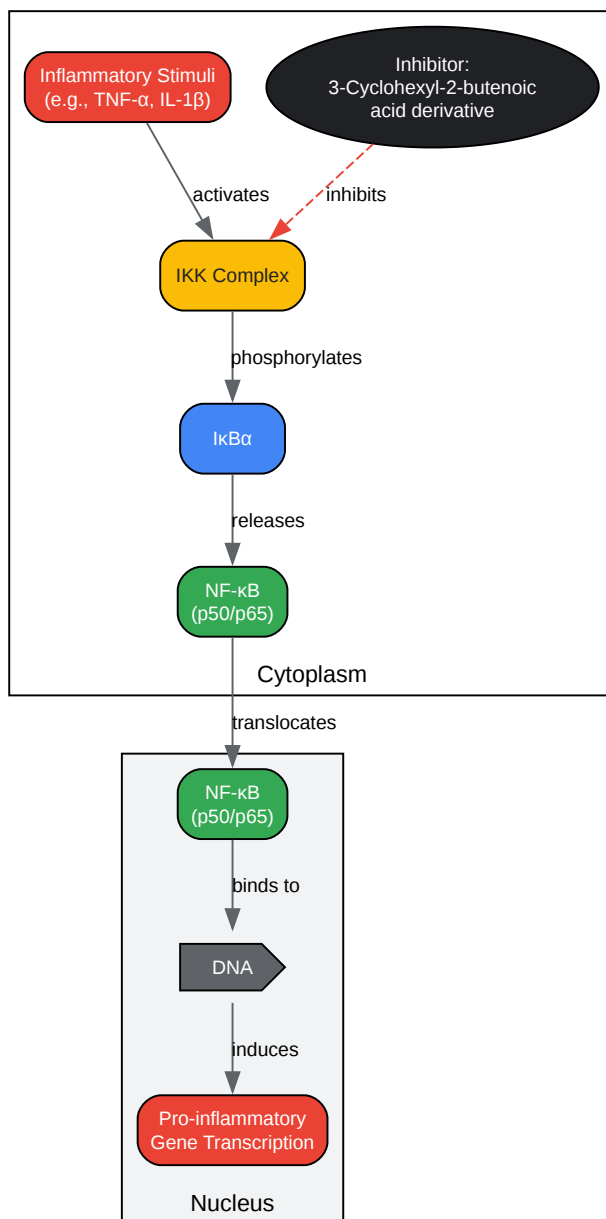 Inflammatory Stimuli
(e.g., TNF-α, IL-1β)
Inhibitor:
3-Cyclohexyl-2-butenoic
acid derivative
activates
inhibits
IKK Complex
phosphorylates
IκBα
releases
NF-κB
(p50/p65)
Cytoplasm
translocates
NF-κB
(p50/p65)
binds to
DNA
induces
Pro-inflammatory
Gene Transcription
Nucleus